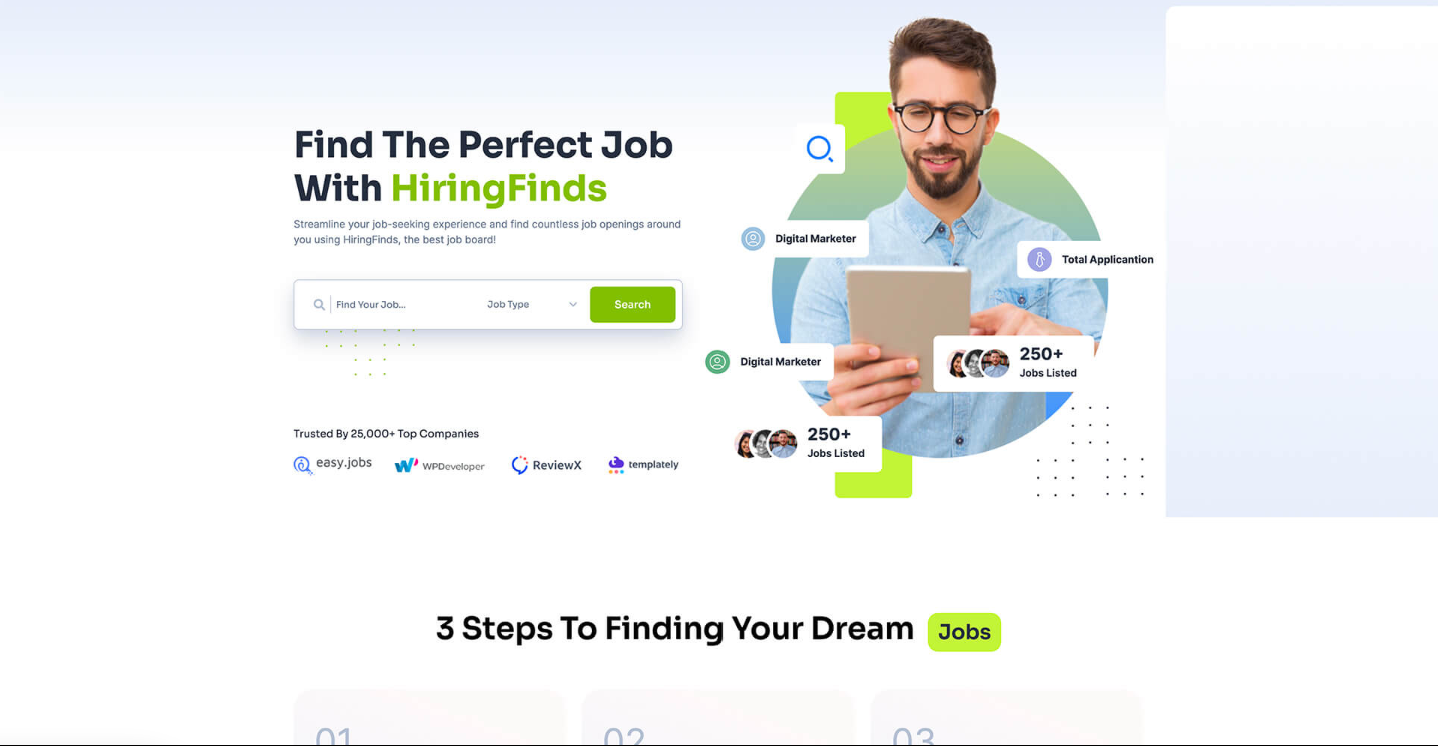 Find The Perfect Job
With HiringFinds
Streamline your job-seeking experience and find countless job openings around
you using HiringFinds, the best job board!
Find Your Job...
Job Type
Search
Trusted By 25,000+ Top Companies
easy.jobs
WPDeveloper
ReviewX
templately
Digital Marketer
Total Applicantion
Digital Marketer
250+
Jobs Listed
250+
Jobs Listed
3 Steps To Finding Your Dream Jobs
01
02
03